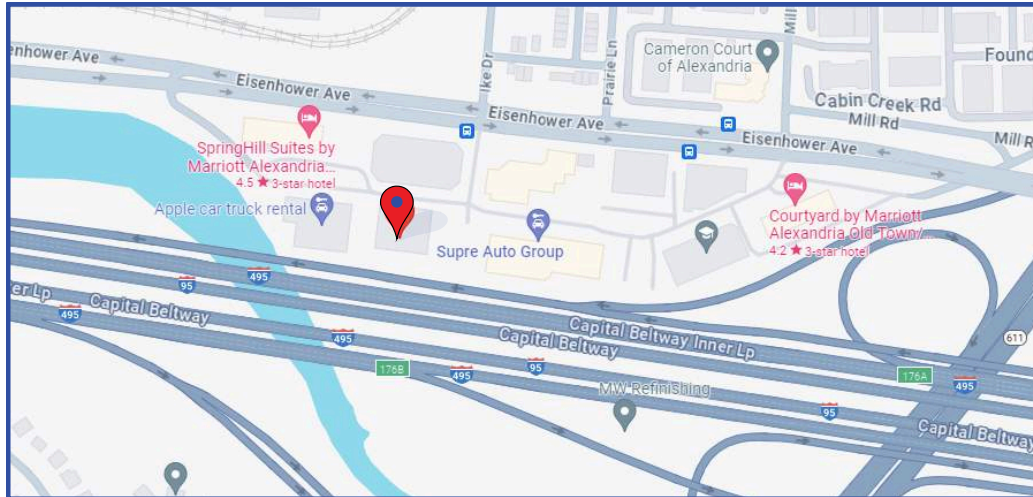 enhower Ave
Eisenhower Ave
Ike Dr
Prairie Ln
Mill
Cameron Court
of Alexandria
Found
Cabin Creek Rd
Mill Rd
Mill R
Eisenhower Ave
Eisenhower Ave
SpringHill Suites by
Marriott Alexandria...
4.5 ★ 3-star hotel
Apple car truck rental
Supre Auto Group
Courtyard by Marriott
Alexandria Old Town/...
4.2 ★ 3-star hotel
495
95
er Lp
495
Capital Beltway
495
Capital Beltway Inner Lp
Capital Beltway
611
176B
495
95
176A
495
MW Refinishing
95
Capital Beltway